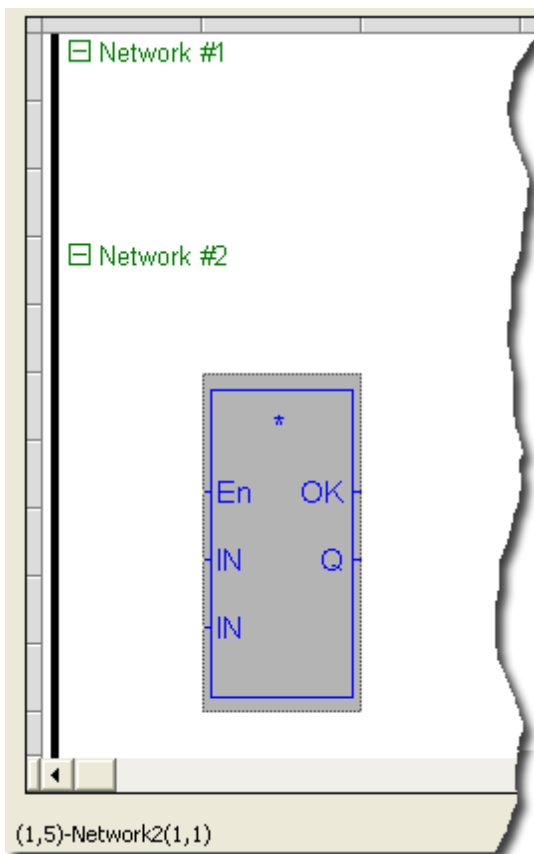 Network #1
Network #2
*
En OK
IN Q
IN
(1,5)-Network2(1,1)